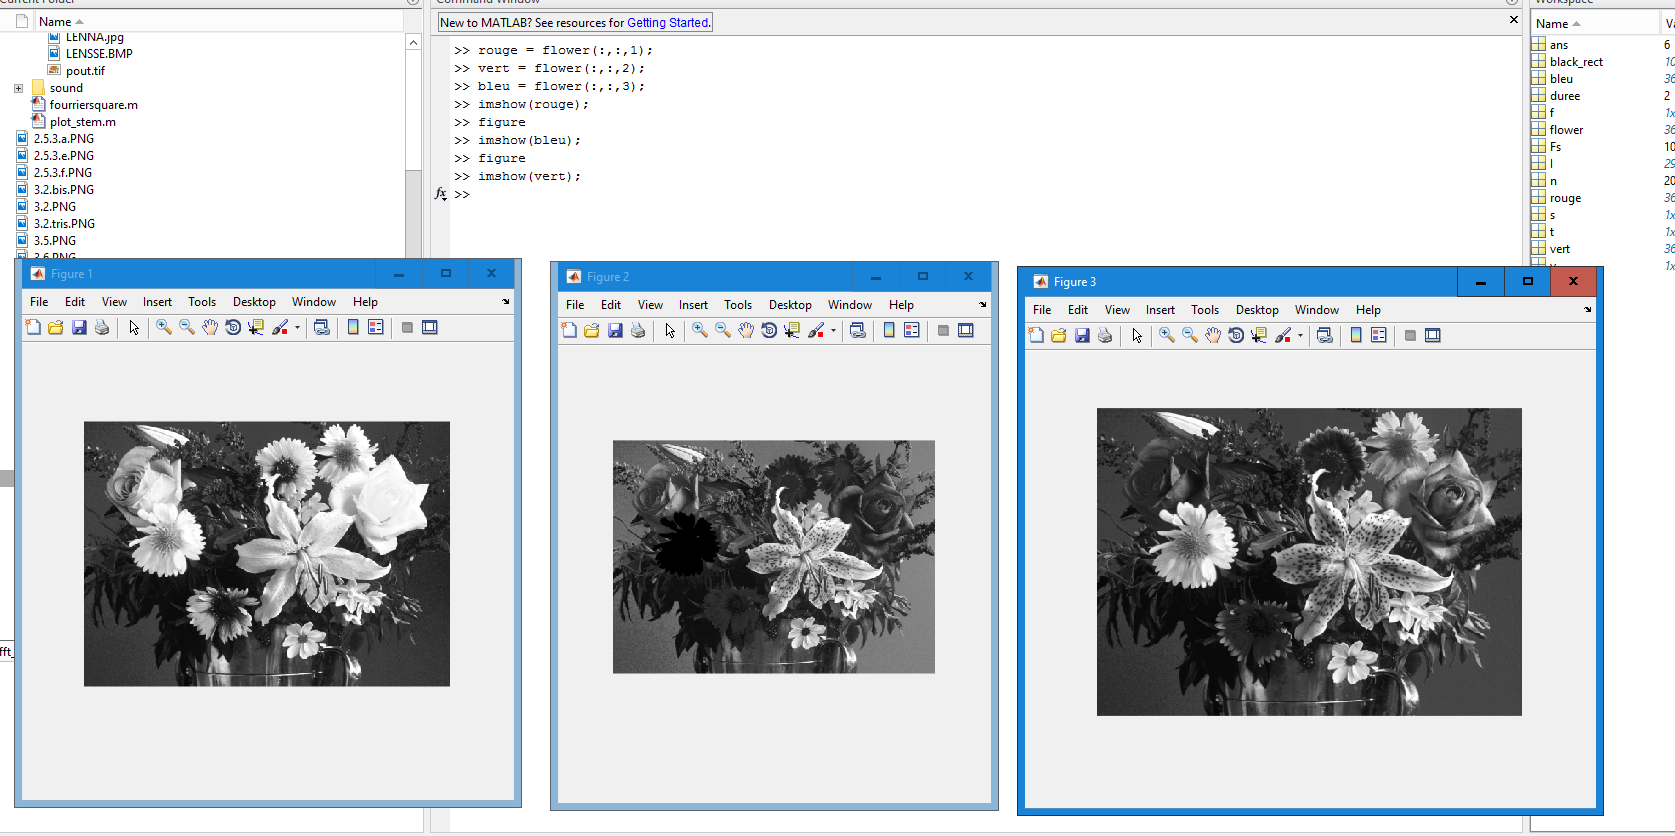 Current Folder
Name
LENNA.jpg
LENSSE.BMP
pout.tif
sound
fourriersquare.m
plot_stem.m
2.5.3.a.PNG
2.5.3.e.PNG
2.5.3.f.PNG
3.2.bis.PNG
3.2.PNG
3.2.tris.PNG
3.5.PNG
3.6.PNG
fft_
Command Window
New to MATLAB? See resources for Getting Started.
>> rouge = flower(:,:,1);
>> vert = flower(:,:,2);
>> bleu = flower(:,:,3);
>> imshow(rouge);
>> figure
>> imshow(bleu);
>> figure
>> imshow(vert);
fx >>
Workspace
Name Va
ans 6
black_rect 10
bleu 36
duree 2
f 1x
flower 36
Fs 10
l 29
n 20
rouge 36
s 1x
t 1x
vert 36
1x
Figure 1
File Edit View Insert Tools Desktop Window Help
Figure 2
File Edit View Insert Tools Desktop Window Help
Figure 3
File Edit View Insert Tools Desktop Window Help